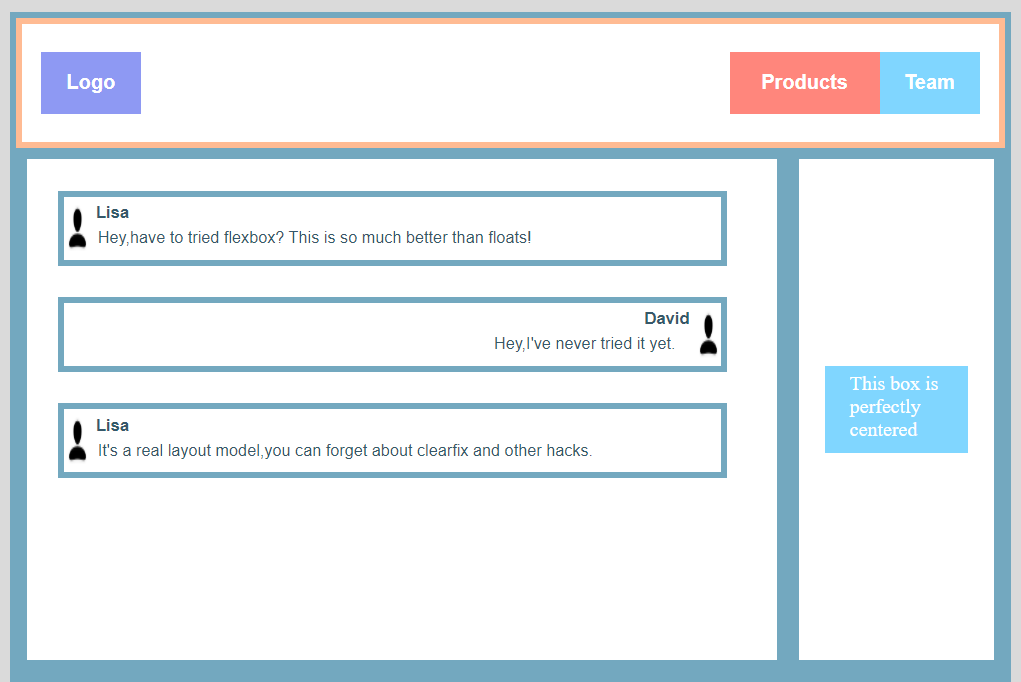 Logo
Products
Team
Lisa
Hey,have to tried flexbox? This is so much better than floats!
David
Hey,I've never tried it yet.
Lisa
It's a real layout model,you can forget about clearfix and other hacks.
This box is
perfectly
centered